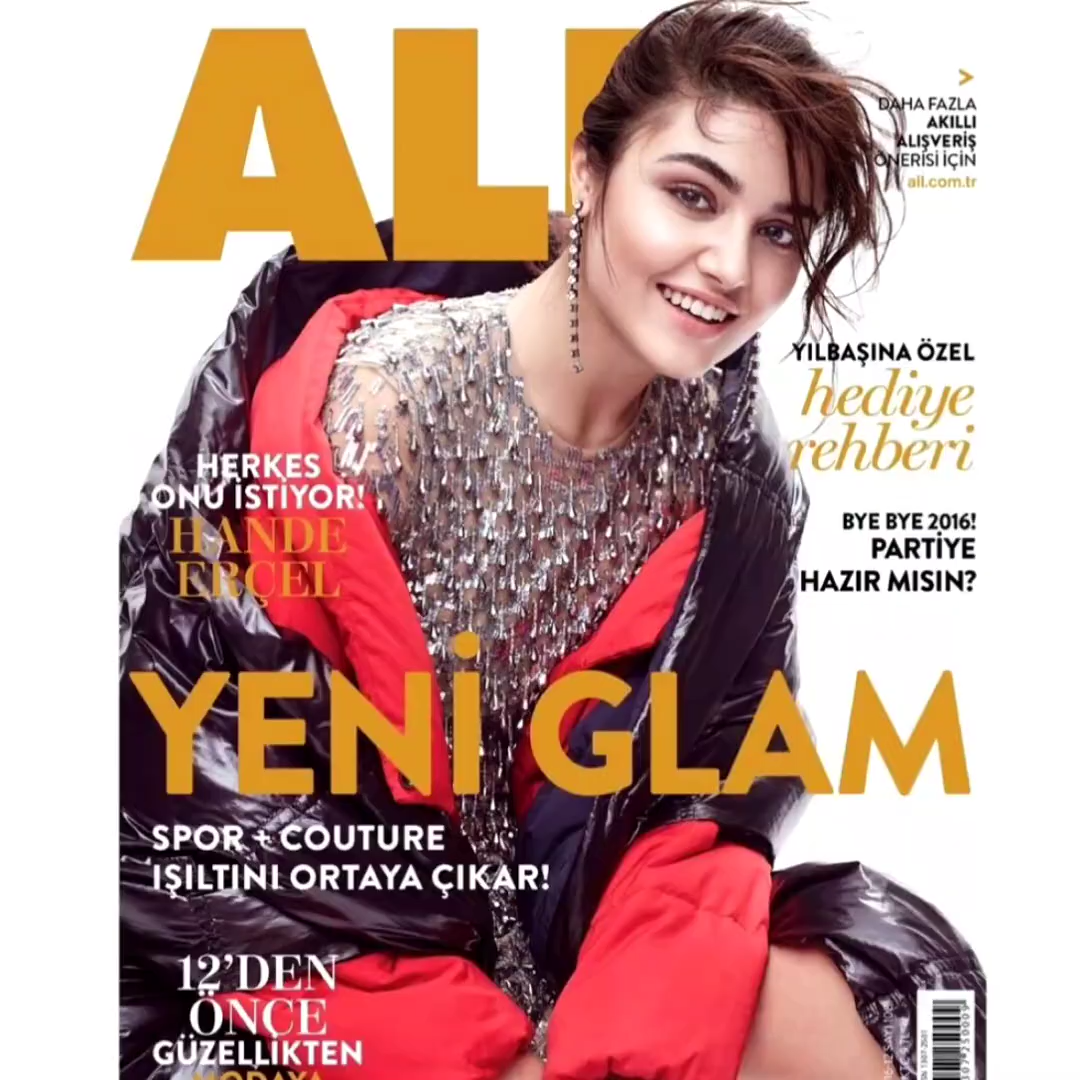 ALL
>
DAHA FAZLA
AKILLI
ALIŞVERİŞ
ÖNERİSİ İÇİN
all.com.tr
YILBAŞINA ÖZEL
hediye
rehberi
HERKES
ONU İSTİYOR!
HANDE
ERÇEL
BYE BYE 2016!
PARTİYE
HAZIR MISIN?
YENİ GLAM
SPOR + COUTURE
IŞILTINI ORTAYA ÇIKAR!
12'DEN
ÖNCE
GÜZELLİKTEN
MODAYA